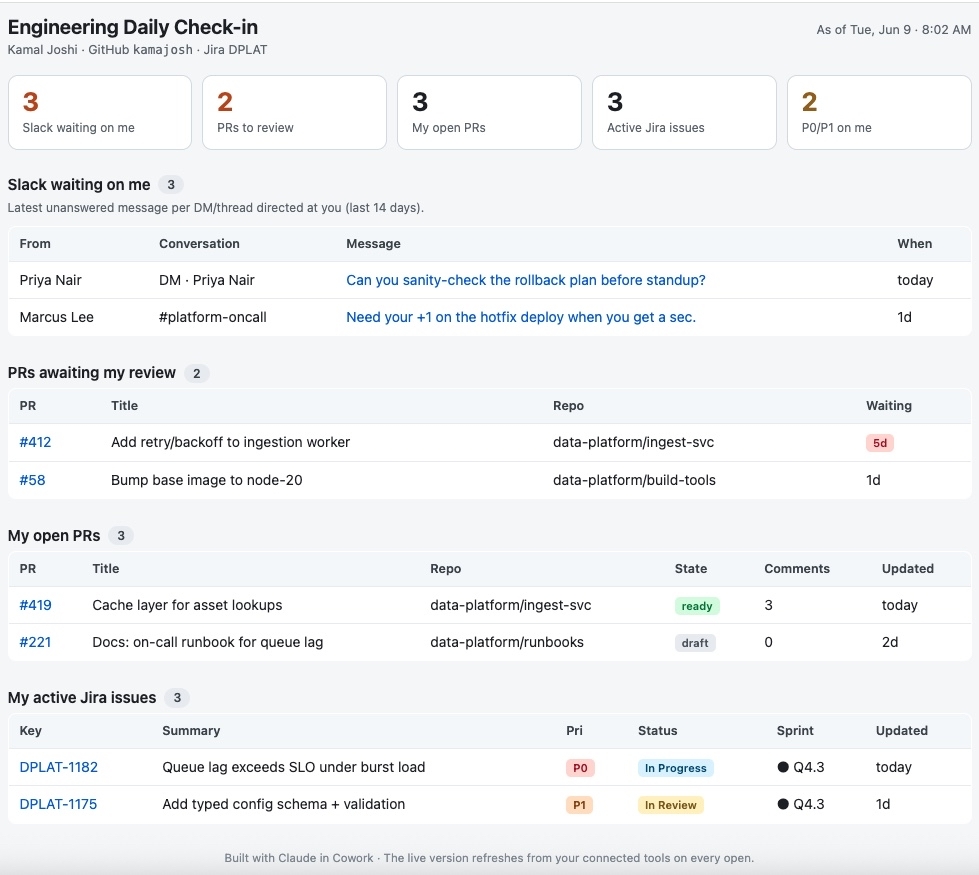 Engineering Daily Check-in
As of Tue, Jun 9 · 8:02 AM
Kamal Joshi · GitHub kamajosh · Jira DPLAT
3
Slack waiting on me
2
PRs to review
3
My open PRs
3
Active Jira issues
2
P0/P1 on me
Slack waiting on me 3
Latest unanswered message per DM/thread directed at you (last 14 days).
From Conversation Message When
Priya Nair DM · Priya Nair Can you sanity-check the rollback plan before standup? today
Marcus Lee #platform-oncall Need your +1 on the hotfix deploy when you get a sec. 1d
PRs awaiting my review 2
PR Title Repo Waiting
#412 Add retry/backoff to ingestion worker data-platform/ingest-svc 5d
#58 Bump base image to node-20 data-platform/build-tools 1d
My open PRs 3
PR Title Repo State Comments Updated
#419 Cache layer for asset lookups data-platform/ingest-svc ready 3 today
#221 Docs: on-call runbook for queue lag data-platform/runbooks draft 0 2d
My active Jira issues 3
Key Summary Pri Status Sprint Updated
DPLAT-1182 Queue lag exceeds SLO under burst load P0 In Progress ● Q4.3 today
DPLAT-1175 Add typed config schema + validation P1 In Review ● Q4.3 1d
Built with Claude in Cowork · The live version refreshes from your connected tools on every open.